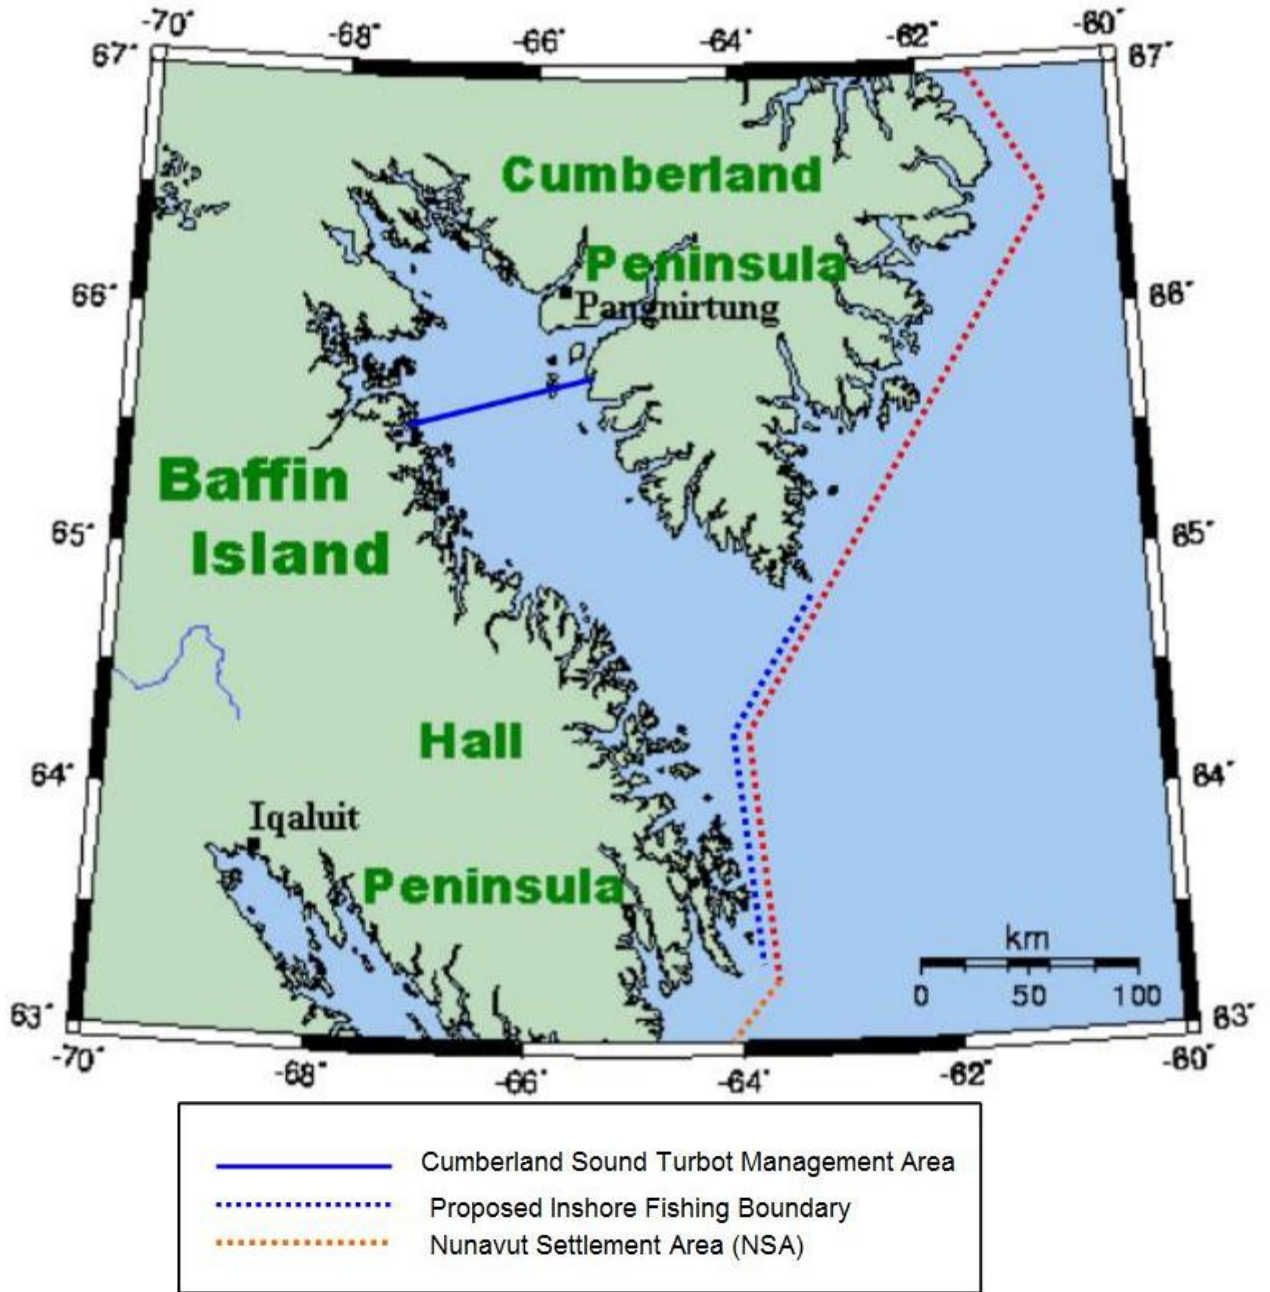 -70° -68° -66° -64° -62° -60°
67° 67°
Cumberland
Peninsula
66° 66°
Pangnirtung
Baffin
Island
65° 65°
Hall
64° 64°
Iqaluit
Peninsula
km
0 50 100
63° 63°
-70° -68° -66° -64° -62° -60°
Cumberland Sound Turbot Management Area
Proposed Inshore Fishing Boundary
Nunavut Settlement Area (NSA)